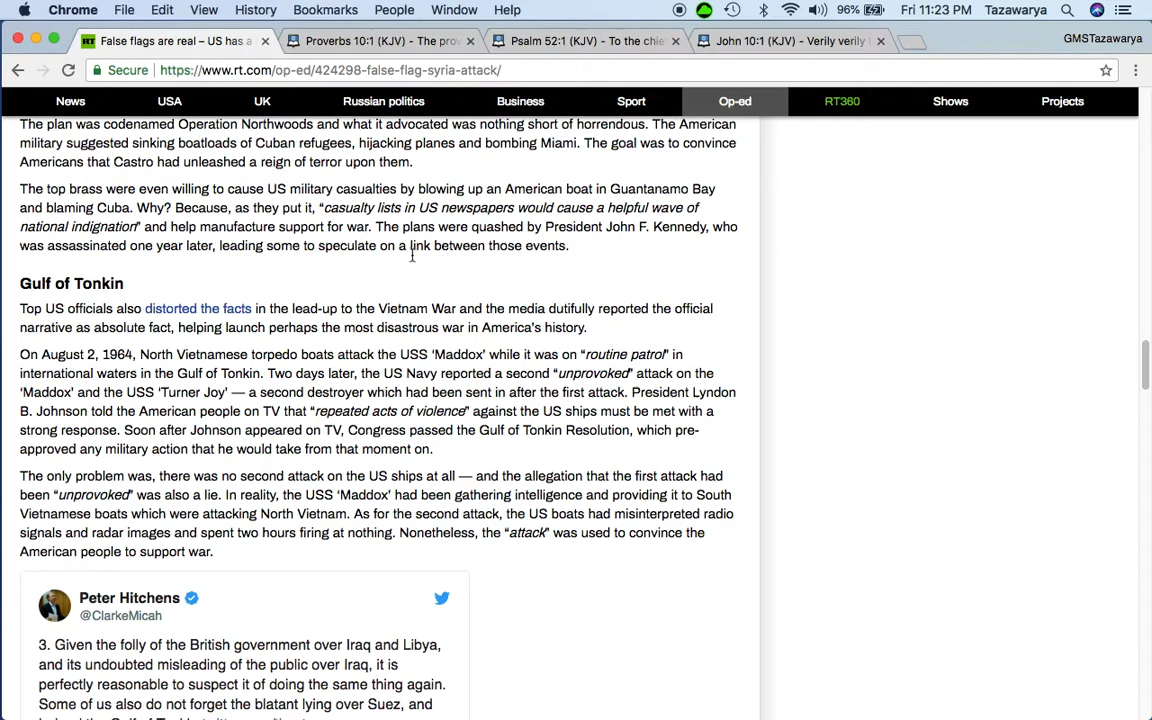 Chrome File Edit View History Bookmarks People Window Help 96% Fri 11:23 PM Tazawarya
RT False flags are real – US has a × Proverbs 10:1 (KJV) - The prov × Psalm 52:1 (KJV) - To the chie × John 10:1 (KJV) - Verily verily × GMSTazawarya
Secure https://www.rt.com/op-ed/424298-false-flag-syria-attack/
News USA UK Russian politics Business Sport Op-ed RT360 Shows Projects
The plan was codenamed Operation Northwoods and what it advocated was nothing short of horrendous. The American
military suggested sinking boatloads of Cuban refugees, hijacking planes and bombing Miami. The goal was to convince
Americans that Castro had unleashed a reign of terror upon them.
The top brass were even willing to cause US military casualties by blowing up an American boat in Guantanamo Bay
and blaming Cuba. Why? Because, as they put it, “casualty lists in US newspapers would cause a helpful wave of
national indignation” and help manufacture support for war. The plans were quashed by President John F. Kennedy, who
was assassinated one year later, leading some to speculate on a link between those events.
Gulf of Tonkin
Top US officials also distorted the facts in the lead-up to the Vietnam War and the media dutifully reported the official
narrative as absolute fact, helping launch perhaps the most disastrous war in America’s history.
On August 2, 1964, North Vietnamese torpedo boats attack the USS ‘Maddox’ while it was on “routine patrol” in
international waters in the Gulf of Tonkin. Two days later, the US Navy reported a second “unprovoked” attack on the
‘Maddox’ and the USS ‘Turner Joy’ — a second destroyer which had been sent in after the first attack. President Lyndon
B. Johnson told the American people on TV that “repeated acts of violence” against the US ships must be met with a
strong response. Soon after Johnson appeared on TV, Congress passed the Gulf of Tonkin Resolution, which pre-
approved any military action that he would take from that moment on.
The only problem was, there was no second attack on the US ships at all — and the allegation that the first attack had
been “unprovoked” was also a lie. In reality, the USS ‘Maddox’ had been gathering intelligence and providing it to South
Vietnamese boats which were attacking North Vietnam. As for the second attack, the US boats had misinterpreted radio
signals and radar images and spent two hours firing at nothing. Nonetheless, the “attack” was used to convince the
American people to support war.
Peter Hitchens
@ClarkeMicah
3. Given the folly of the British government over Iraq and Libya,
and its undoubted misleading of the public over Iraq, it is
perfectly reasonable to suspect it of doing the same thing again.
Some of us also do not forget the blatant lying over Suez, and